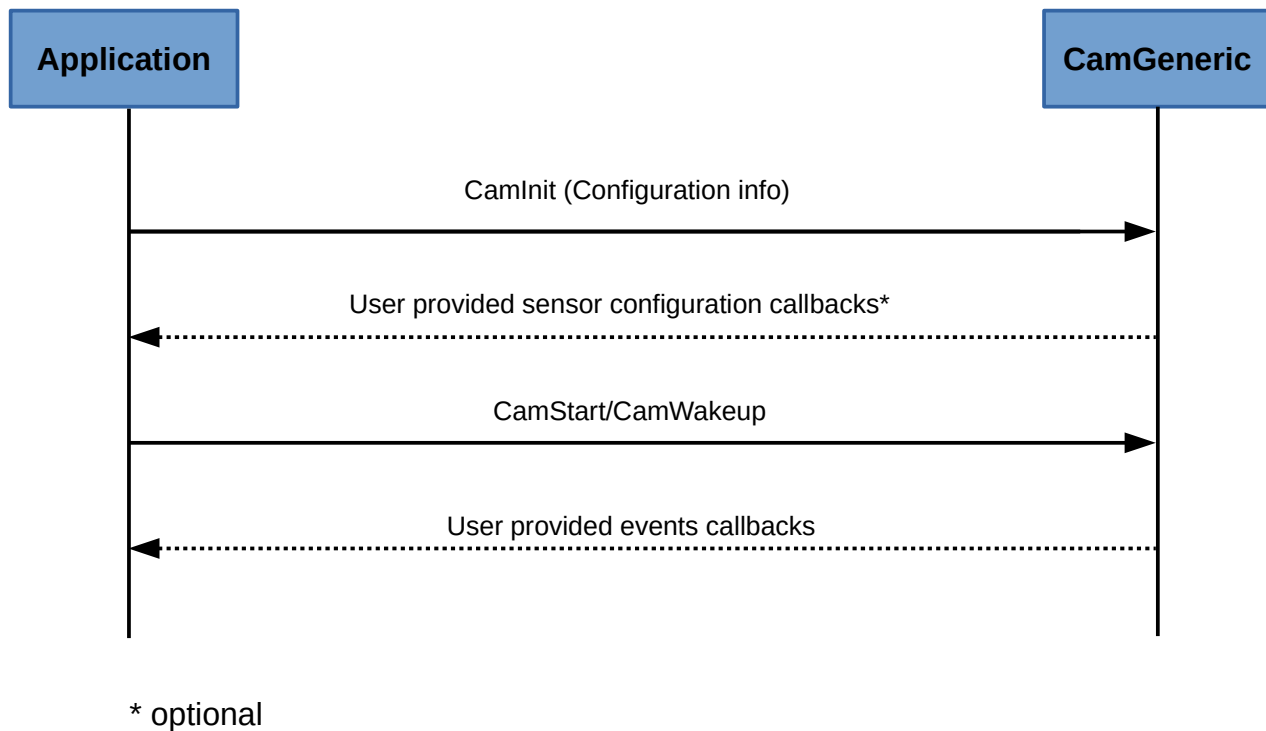 Application
CamGeneric
CamInit (Configuration info)
User provided sensor configuration callbacks*
CamStart/CamWakeup
User provided events callbacks
* optional